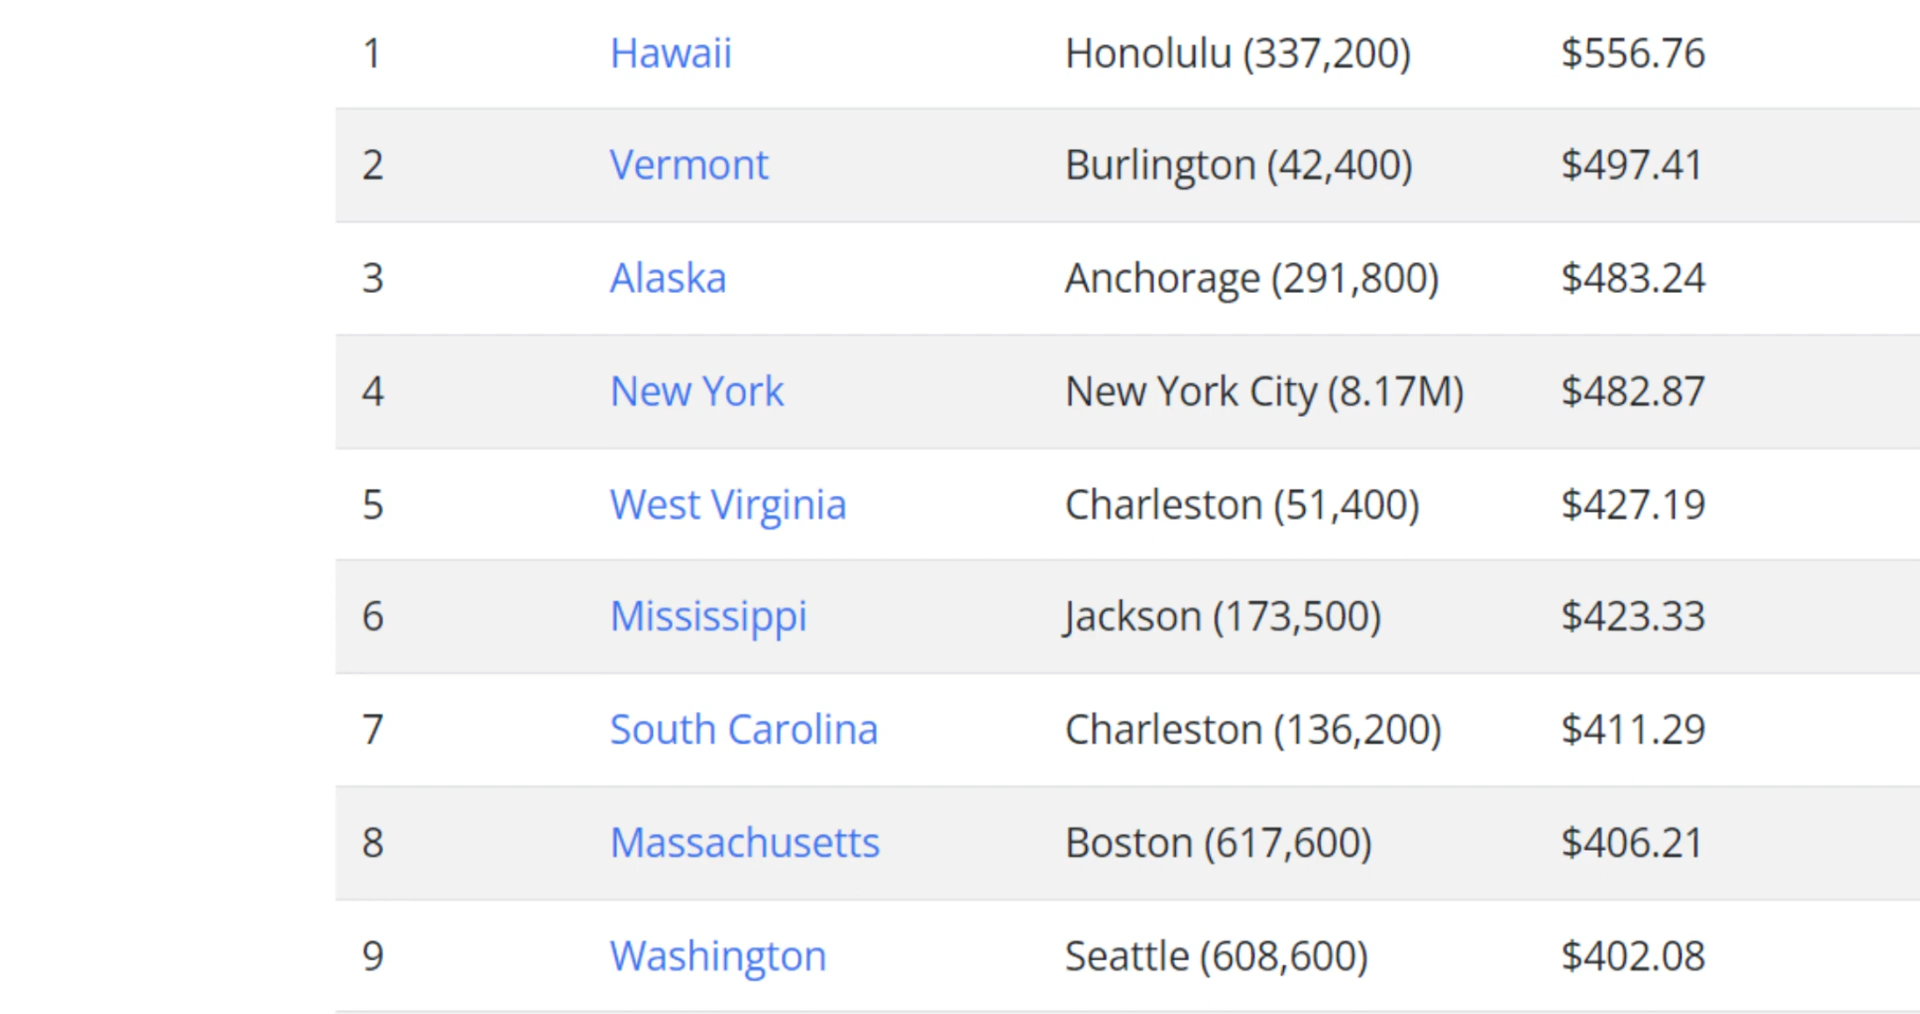 1 Hawaii Honolulu (337,200) $556.76
2 Vermont Burlington (42,400) $497.41
3 Alaska Anchorage (291,800) $483.24
4 New York New York City (8.17M) $482.87
5 West Virginia Charleston (51,400) $427.19
6 Mississippi Jackson (173,500) $423.33
7 South Carolina Charleston (136,200) $411.29
8 Massachusetts Boston (617,600) $406.21
9 Washington Seattle (608,600) $402.08